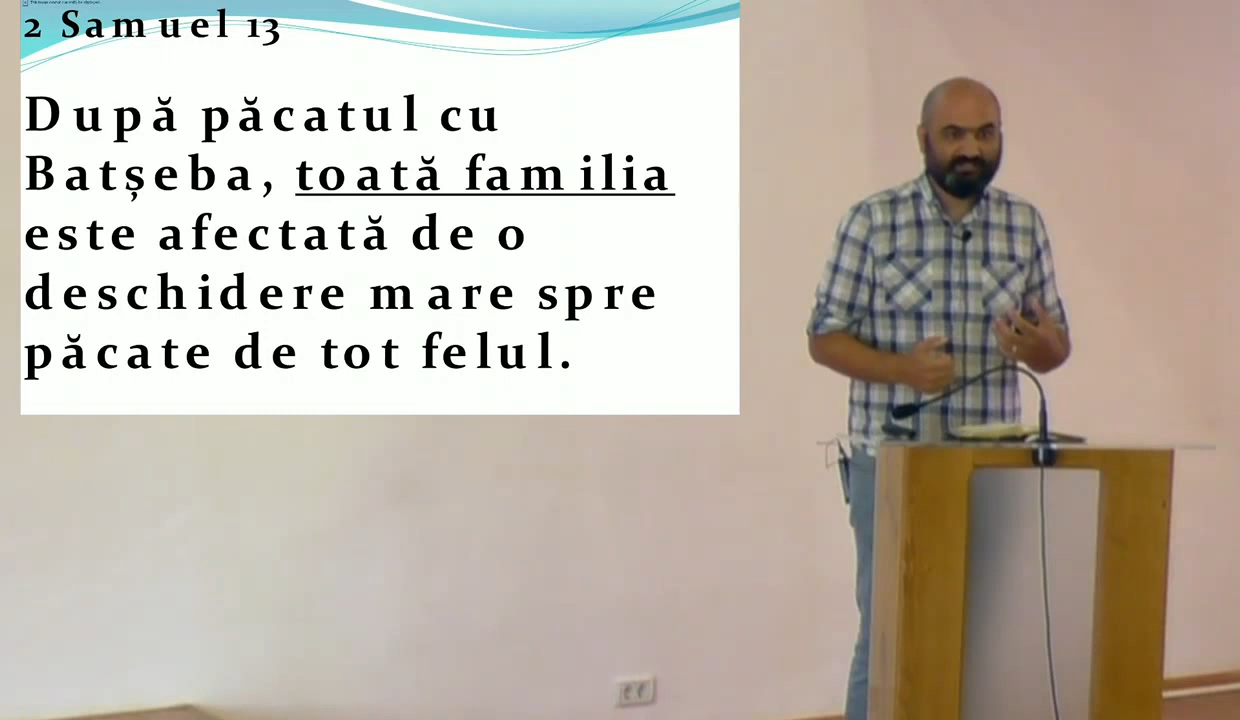 2 Samuel 13
După păcatul cu
Batșeba, toată familia
este afectată de o
deschidere mare spre
păcate de tot felul.